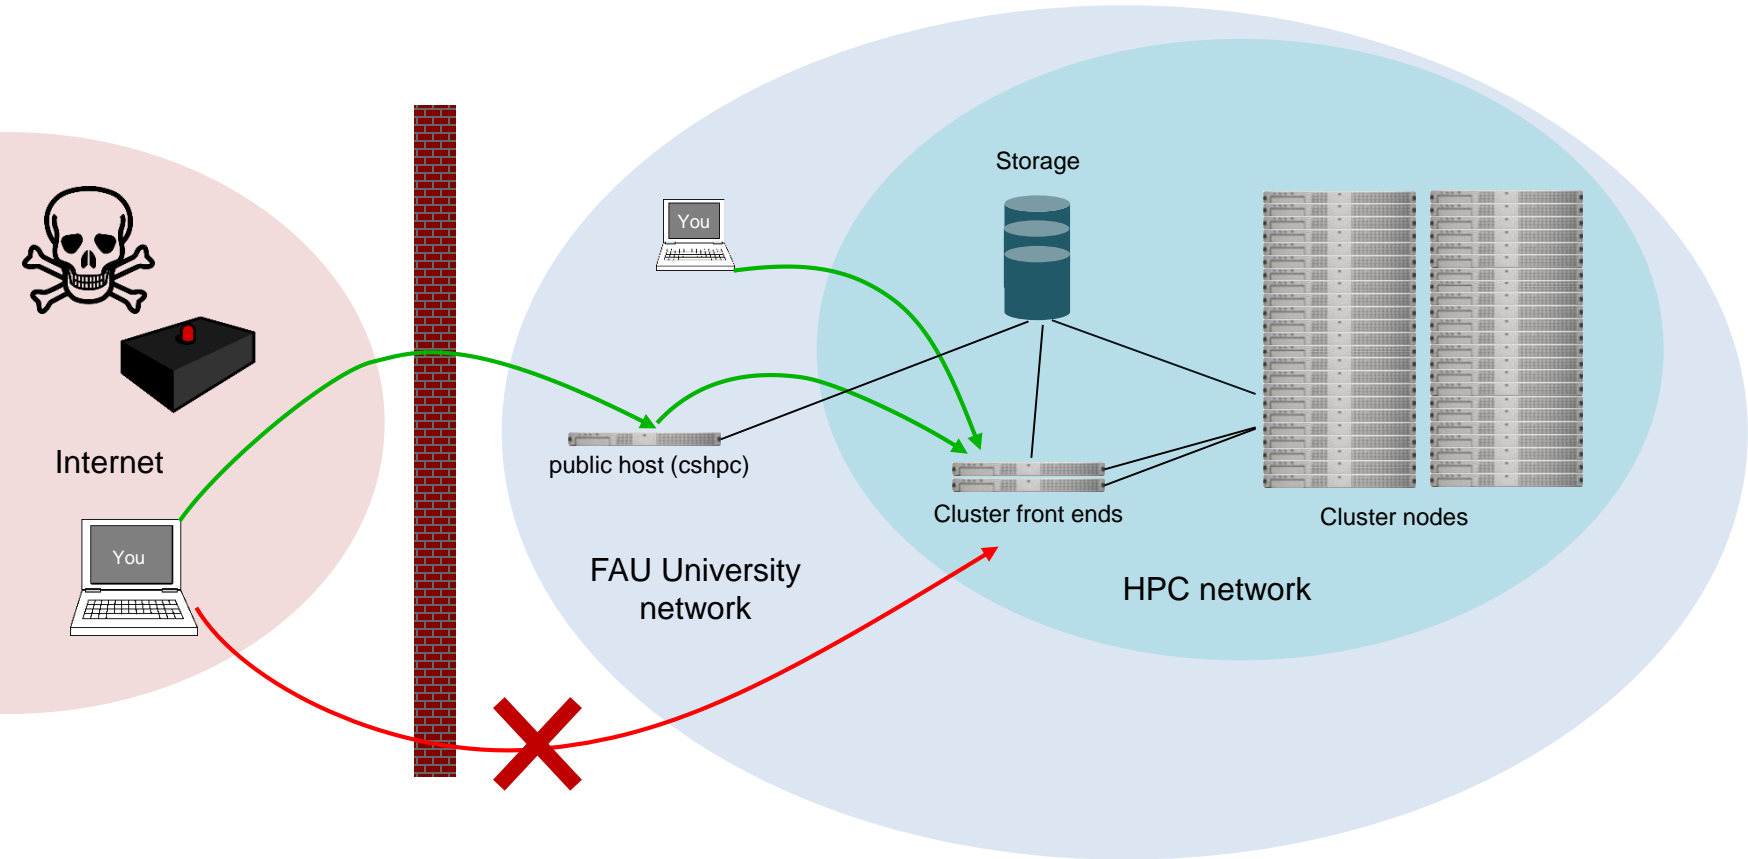 Storage
You
Internet
public host (cshpc)
Cluster front ends
Cluster nodes
You
FAU University
network
HPC network